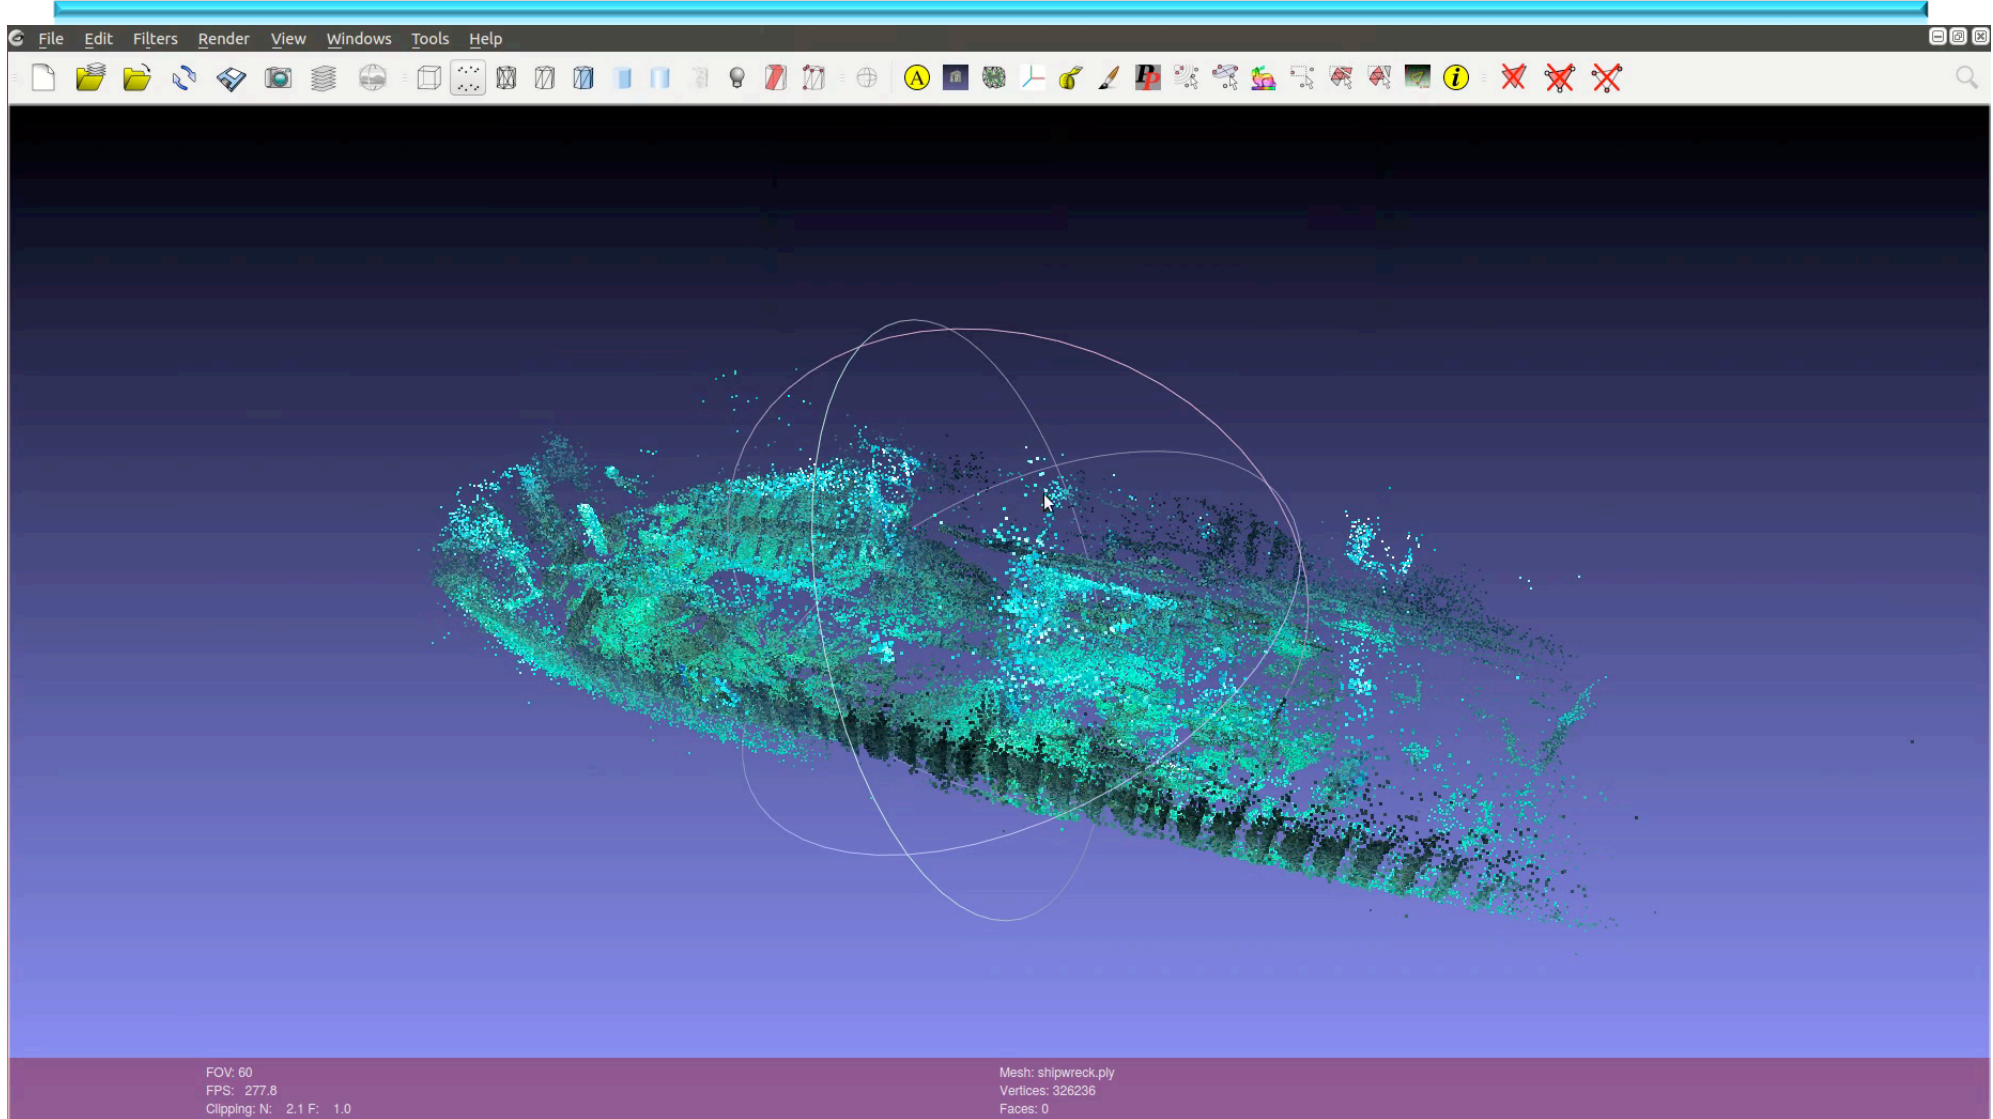 File Edit Filters Render View Windows Tools Help
A
PP
i
FOV: 60
FPS: 277.8
Clipping: N: 2.1 F: 1.0
Mesh: shipwreck.ply
Vertices: 326236
Faces: 0